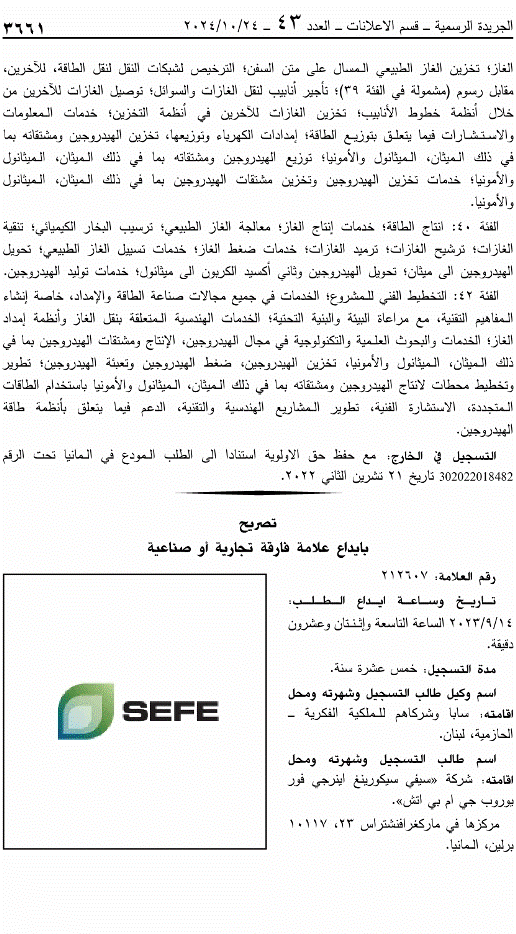 الجريدة الرسمية – قسم الاعلانات – العدد ٤٣ – ٢٠٢٤/١٠/٢٤
٣٦٦١
الغاز؛ تخزين الغاز الطبيعي المسال على متن السفن؛ الترخيص لشبكات النقل لنقل الطاقة، للآخرين،
مقابل رسوم (مشمولة في الفئة ٣٩)؛ تأجير أنابيب لنقل الغازات والسوائل؛ توصيل الغازات للآخرين من
خلال أنظمة خطوط الأنابيب؛ تخزين الغازات للآخرين في أنظمة التخزين؛ خدمات المعلومات
والاستشارات فيما يتعلق بتوزيع الطاقة؛ إمدادات الكهرباء وتوزيعها، تخزين الهيدروجين ومشتقاته بما
في ذلك الميثان، الميثانول والأمونيا؛ توزيع الهيدروجين ومشتقاته بما في ذلك الميثان، الميثانول
والأمونيا؛ خدمات تخزين الهيدروجين وتخزين مشتقات الهيدروجين بما في ذلك الميثان، الميثانول
والأمونيا.
الفئة ٤٠: انتاج الطاقة؛ خدمات إنتاج الغاز؛ معالجة الغاز الطبيعي؛ ترسيب البخار الكيميائي؛ تنقية
الغازات؛ ترشيح الغازات؛ ترميد الغازات؛ خدمات ضغط الغاز؛ خدمات تسييل الغاز الطبيعي؛ تحويل
الهيدروجين الى ميثان؛ تحويل الهيدروجين وثاني أكسيد الكربون الى ميثانول؛ خدمات توليد الهيدروجين.
الفئة ٤٢: التخطيط الفني للمشروع؛ الخدمات في جميع مجالات صناعة الطاقة والإمداد، خاصة إنشاء
المفاهيم التقنية، مع مراعاة البيئة والبنية التحتية؛ الخدمات الهندسية المتعلقة بنقل الغاز وأنظمة إمداد
الغاز؛ الخدمات والبحوث العلمية والتكنولوجية في مجال الهيدروجين، الإنتاج ومشتقات الهيدروجين بما في
ذلك الميثان، الميثانول والأمونيا، تخزين الهيدروجين، ضغط الهيدروجين وتعبئة الهيدروجين؛ تطوير
وتخطيط محطات لانتاج الهيدروجين ومشتقاته بما في ذلك الميثان، الميثانول والأمونيا باستخدام الطاقات
المتجددة، الاستشارة الفنية، تطوير المشاريع الهندسية والتقنية، الدعم فيما يتعلق بأنظمة طاقة
الهيدروجين.
التسجيل في الخارج: مع حفظ حق الاولوية استنادا الى الطلب المودع في المانيا تحت الرقم
302022018482 تاريخ ٢١ تشرين الثاني ٢٠٢٢.
تصريح
بايداع علامة فارقة تجارية أو صناعية
رقم العلامة: ٢١٢٦٠٧
تاريخ وساعة ايداع الطلب:
٢٠٢٣/٩/١٤ الساعة التاسعة وإثنتان وعشرون
دقيقة.
مدة التسجيل: خمس عشرة سنة.
اسم وكيل طالب التسجيل وشهرته ومحل
اقامته: سابا وشركاهم للملكية الفكرية –
الحازمية، لبنان.
اسم طالب التسجيل وشهرته ومحل
اقامته: شركة «سيفي سيكورينغ اينرجي فور
يوروب جي ام بي اتش».
مركزها في ماركغرافنشتراس ٢٣، ١٠١١٧
برلين، المانيا.
SEFE